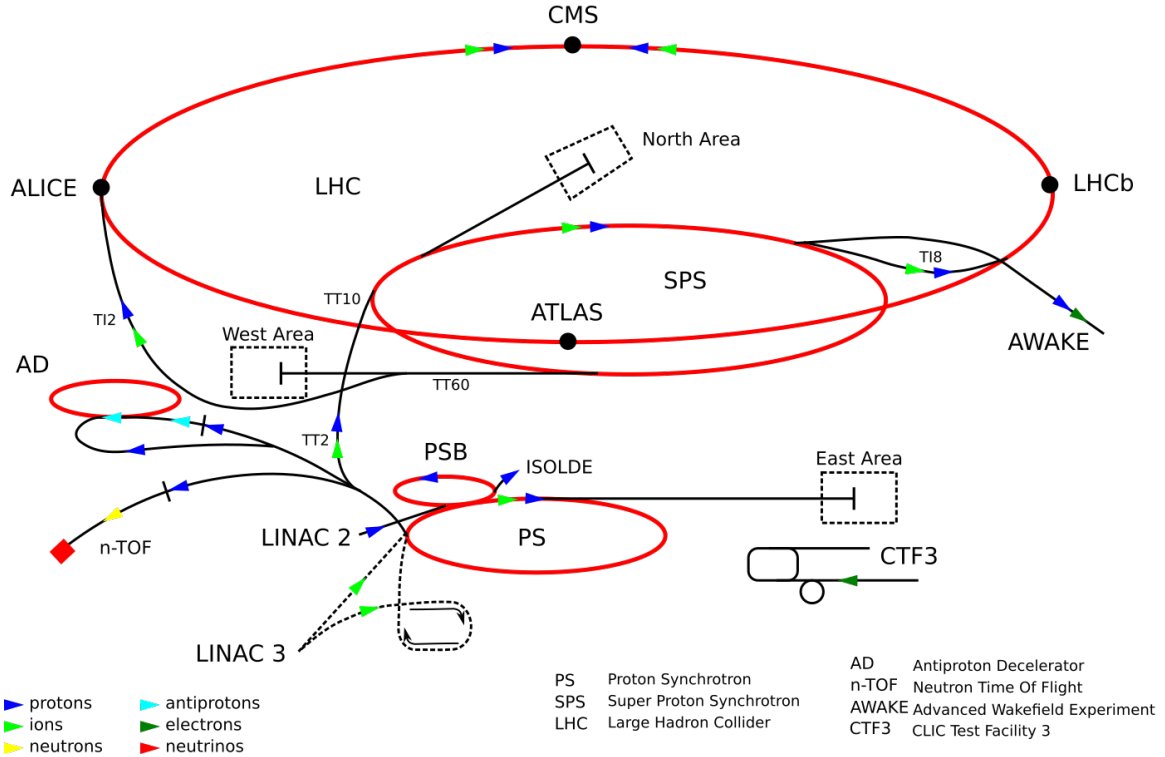 CMS
North Area
ALICE
LHC
LHCb
TI8
SPS
TT10
ATLAS
TI2
West Area
AWAKE
AD
TT60
TT2
PSB
ISOLDE
East Area
LINAC 2
PS
n-TOF
CTF3
LINAC 3
protons
ions
neutrons
antiprotons
electrons
neutrinos
PS Proton Synchrotron
SPS Super Proton Synchrotron
LHC Large Hadron Collider
AD Antiproton Decelerator
n-TOF Neutron Time Of Flight
AWAKE Advanced Wakefield Experiment
CTF3 CLIC Test Facility 3